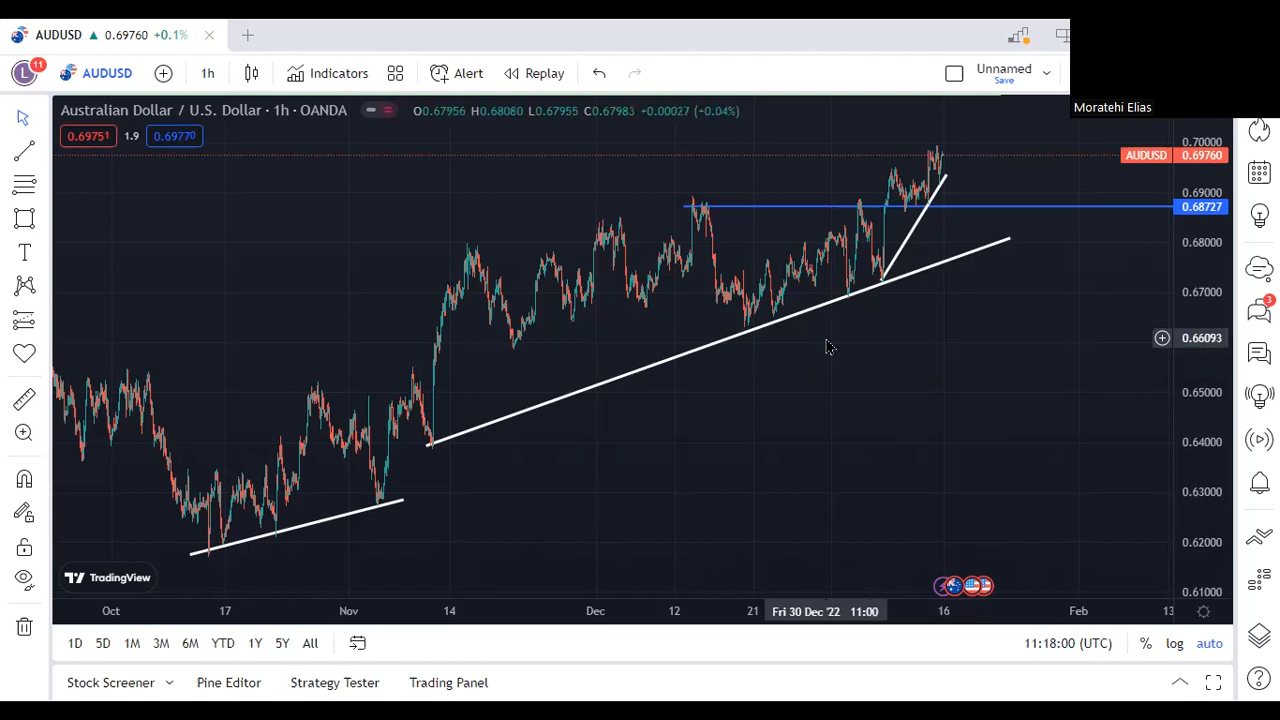 AUDUSD ▲ 0.69760 +0.1%
L 11 AUDUSD 1h Indicators Alert Replay Unnamed
Save
Moratehi Elias
Australian Dollar / U.S. Dollar · 1h · OANDA O0.67956 H0.68080 L0.67955 C0.67983 +0.00027 (+0.04%)
0.69751 1.9 0.69770
0.70000
AUDUSD 0.69760
0.69000
0.68727
0.68000
0.67000
0.66093
0.65000
0.64000
0.63000
0.62000
0.61000
3
TradingView
Oct 17 Nov 14 Dec 12 21 Fri 30 Dec '22 11:00 16 Feb 13
1D 5D 1M 3M 6M YTD 1Y 5Y All 11:18:00 (UTC) % log auto
Stock Screener Pine Editor Strategy Tester Trading Panel